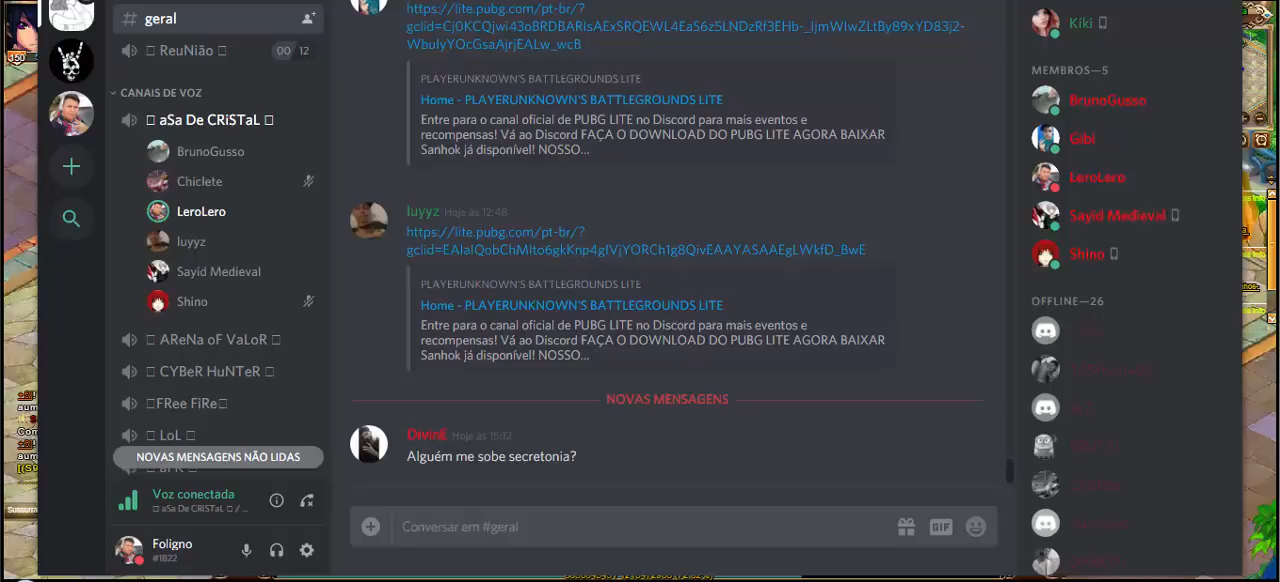 geral
ReuNião 00 12
CANAIS DE VOZ
aSa De CRiSTaL
BrunoGusso
Chiclete
LeroLero
luyyz
Sayid Medieval
Shino
AReNa oF VaLoR
CYBeR HuNTeR
FRee FiRe
LoL
NOVAS MENSAGENS NÃO LIDAS
Voz conectada
aSa De CRISTaL /...
Foligno
#1822
https://lite.pubg.com/pt-br/?
gclid=Cj0KCQjwi43oBRDBARIsAExSRQEWL4EaS6z5LNDzRf3EHb-_IjmWIwZLtBy89xYD83j2-
WbuIyYOcGsaAjrjEALw_wcB
PLAYERUNKNOWN'S BATTLEGROUNDS LITE
Home - PLAYERUNKNOWN'S BATTLEGROUNDS LITE
Entre para o canal oficial de PUBG LITE no Discord para mais eventos e
recompensas! Vá ao Discord FAÇA O DOWNLOAD DO PUBG LITE AGORA BAIXAR
Sanhok já disponível! NOSSO...
luyyz Hoje às 12:48
https://lite.pubg.com/pt-br/?
gclid=EAIaIQobChMIto6gkKnp4gIVjYORCh1g8QivEAAYASAAEgLWkfD_BwE
PLAYERUNKNOWN'S BATTLEGROUNDS LITE
Home - PLAYERUNKNOWN'S BATTLEGROUNDS LITE
Entre para o canal oficial de PUBG LITE no Discord para mais eventos e
recompensas! Vá ao Discord FAÇA O DOWNLOAD DO PUBG LITE AGORA BAIXAR
Sanhok já disponível! NOSSO...
NOVAS MENSAGENS
DivinE Hoje às 15:12
Alguém me sobe secretonia?
Conversar em #geral
GIF
Kiki
MEMBROS—5
BrunoGusso
Gibi
LeroLero
Sayid Medieval
Shino
OFFLINE—26